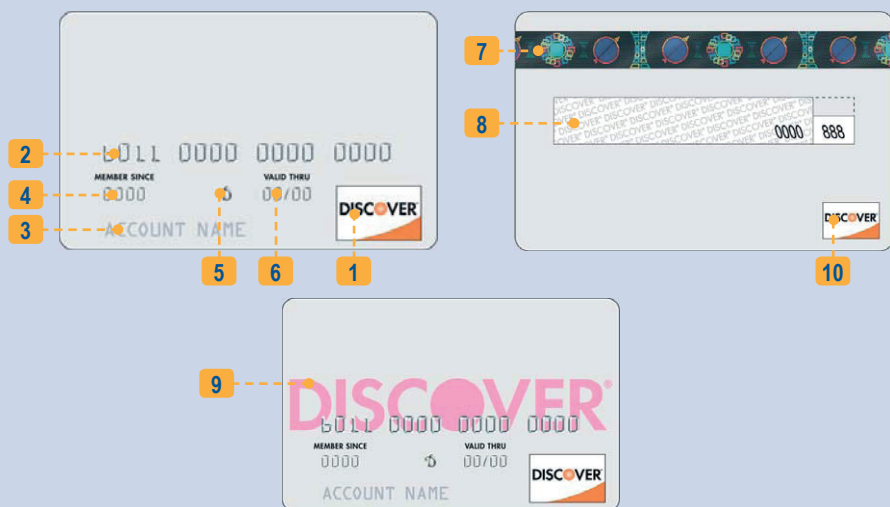 7
8
DISCOVER® DISCOVER® DISCOVER® DISCOVER®
0000 888
2
6011 0000 0000 0000
MEMBER SINCE VALID THRU
4
0000 D 00/00
DISCOVER
3
ACCOUNT NAME
5 6 1
DISCOVER
10
9
DISCOVER®
6011 0000 0000 0000
MEMBER SINCE VALID THRU
0000 D 00/00
DISCOVER
ACCOUNT NAME